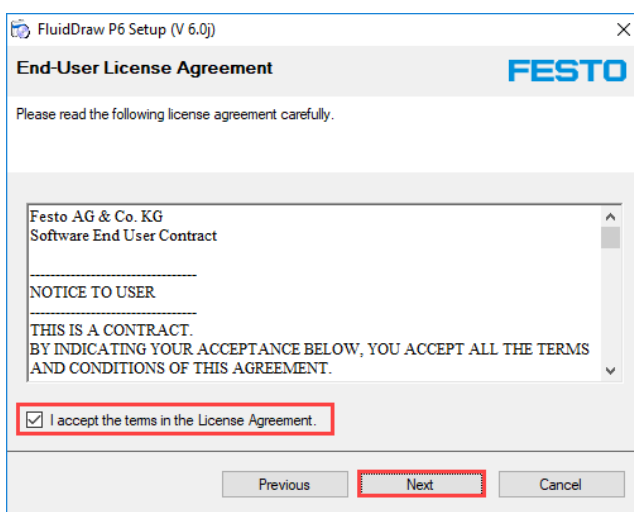 FluidDraw P6 Setup (V 6.0j)
End-User License Agreement
FESTO
Please read the following license agreement carefully.
Festo AG & Co. KG
Software End User Contract
----------------------------------
NOTICE TO USER
----------------------------------
THIS IS A CONTRACT.
BY INDICATING YOUR ACCEPTANCE BELOW, YOU ACCEPT ALL THE TERMS
AND CONDITIONS OF THIS AGREEMENT.
I accept the terms in the License Agreement.
Previous Next Cancel